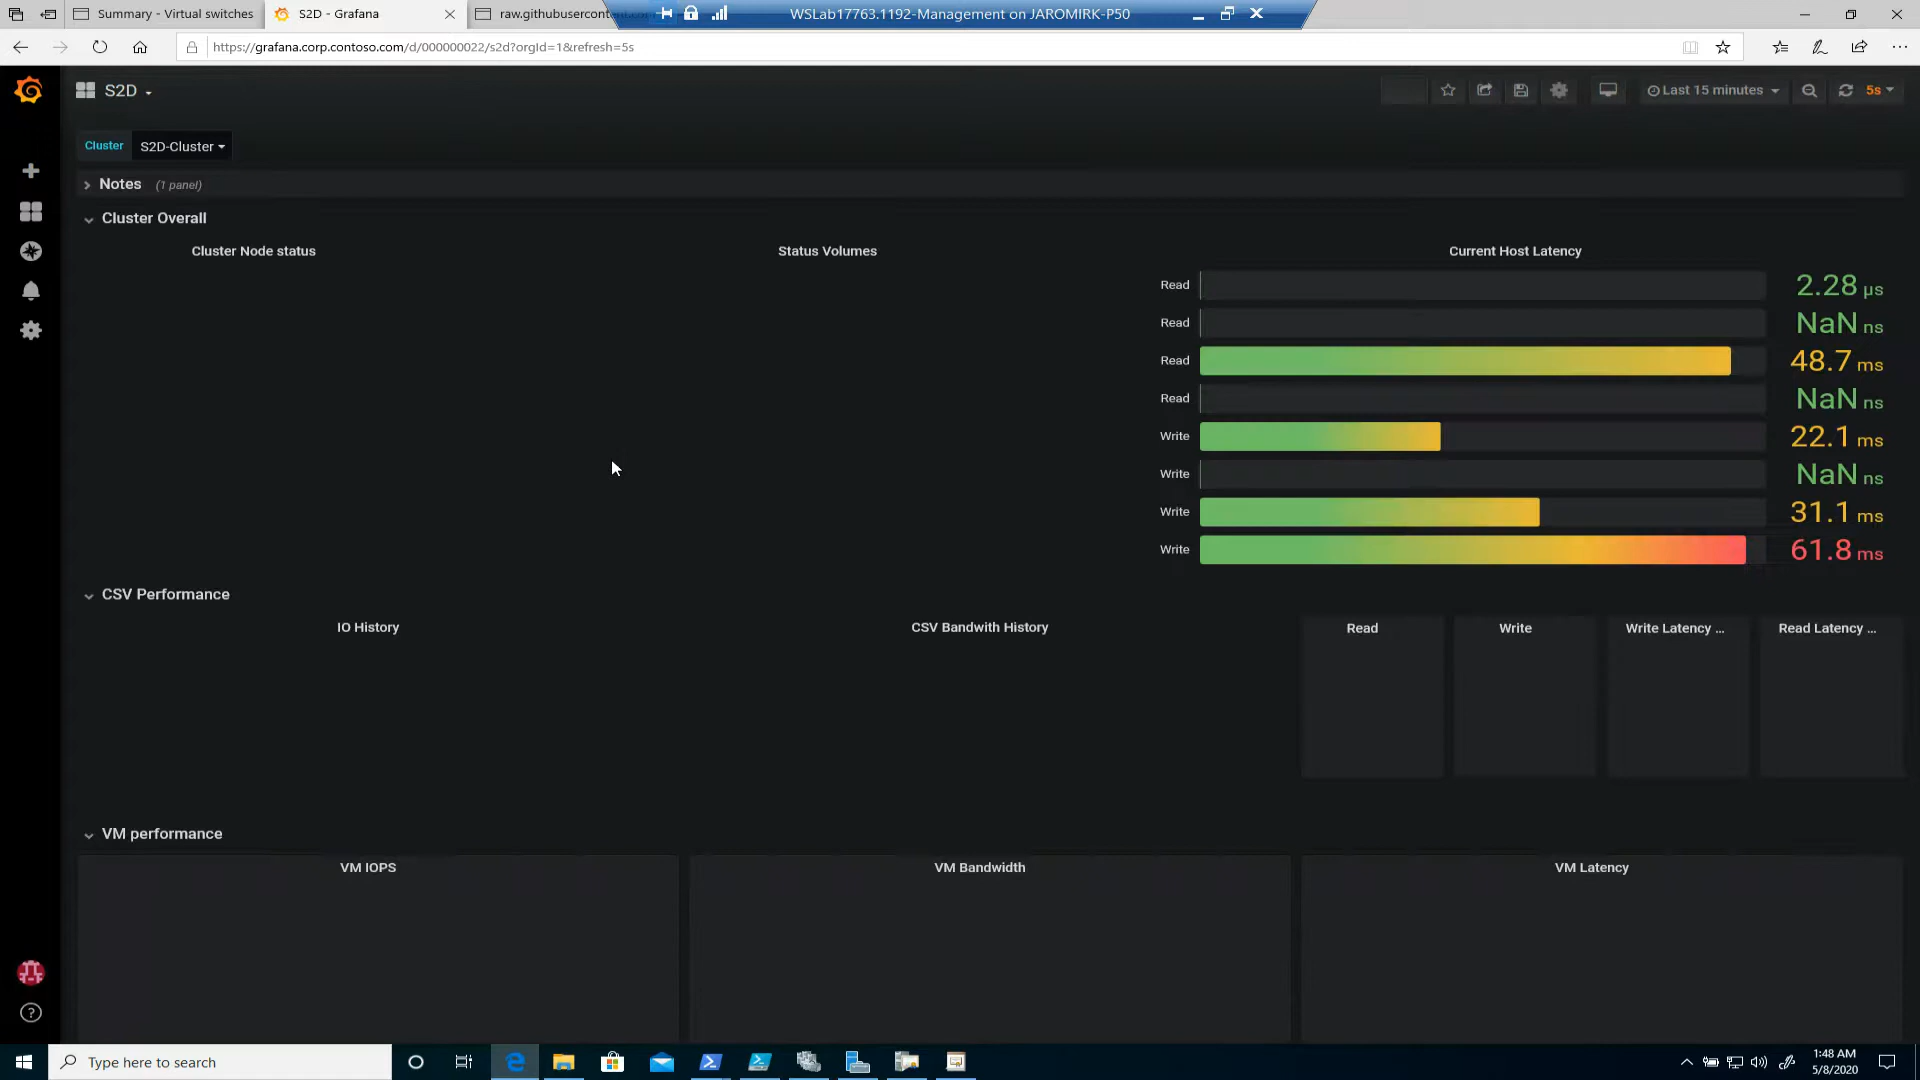 Summary - Virtual switches
S2D - Grafana
raw.githubusercontent.com
WSLab17763.1192-Management on JAROMIRK-P50
https://grafana.corp.contoso.com/d/000000022/s2d?orgId=1&refresh=5s
S2D
Last 15 minutes
5s
Cluster
S2D-Cluster
Notes (1 panel)
Cluster Overall
Cluster Node status
Status Volumes
Current Host Latency
Read 2.28 µs
Read NaN ns
Read 48.7 ms
Read NaN ns
Write 22.1 ms
Write NaN ns
Write 31.1 ms
Write 61.8 ms
CSV Performance
IO History
CSV Bandwith History
Read
Write
Write Latency ...
Read Latency ...
VM performance
VM IOPS
VM Bandwidth
VM Latency
Type here to search
1:48 AM
5/8/2020